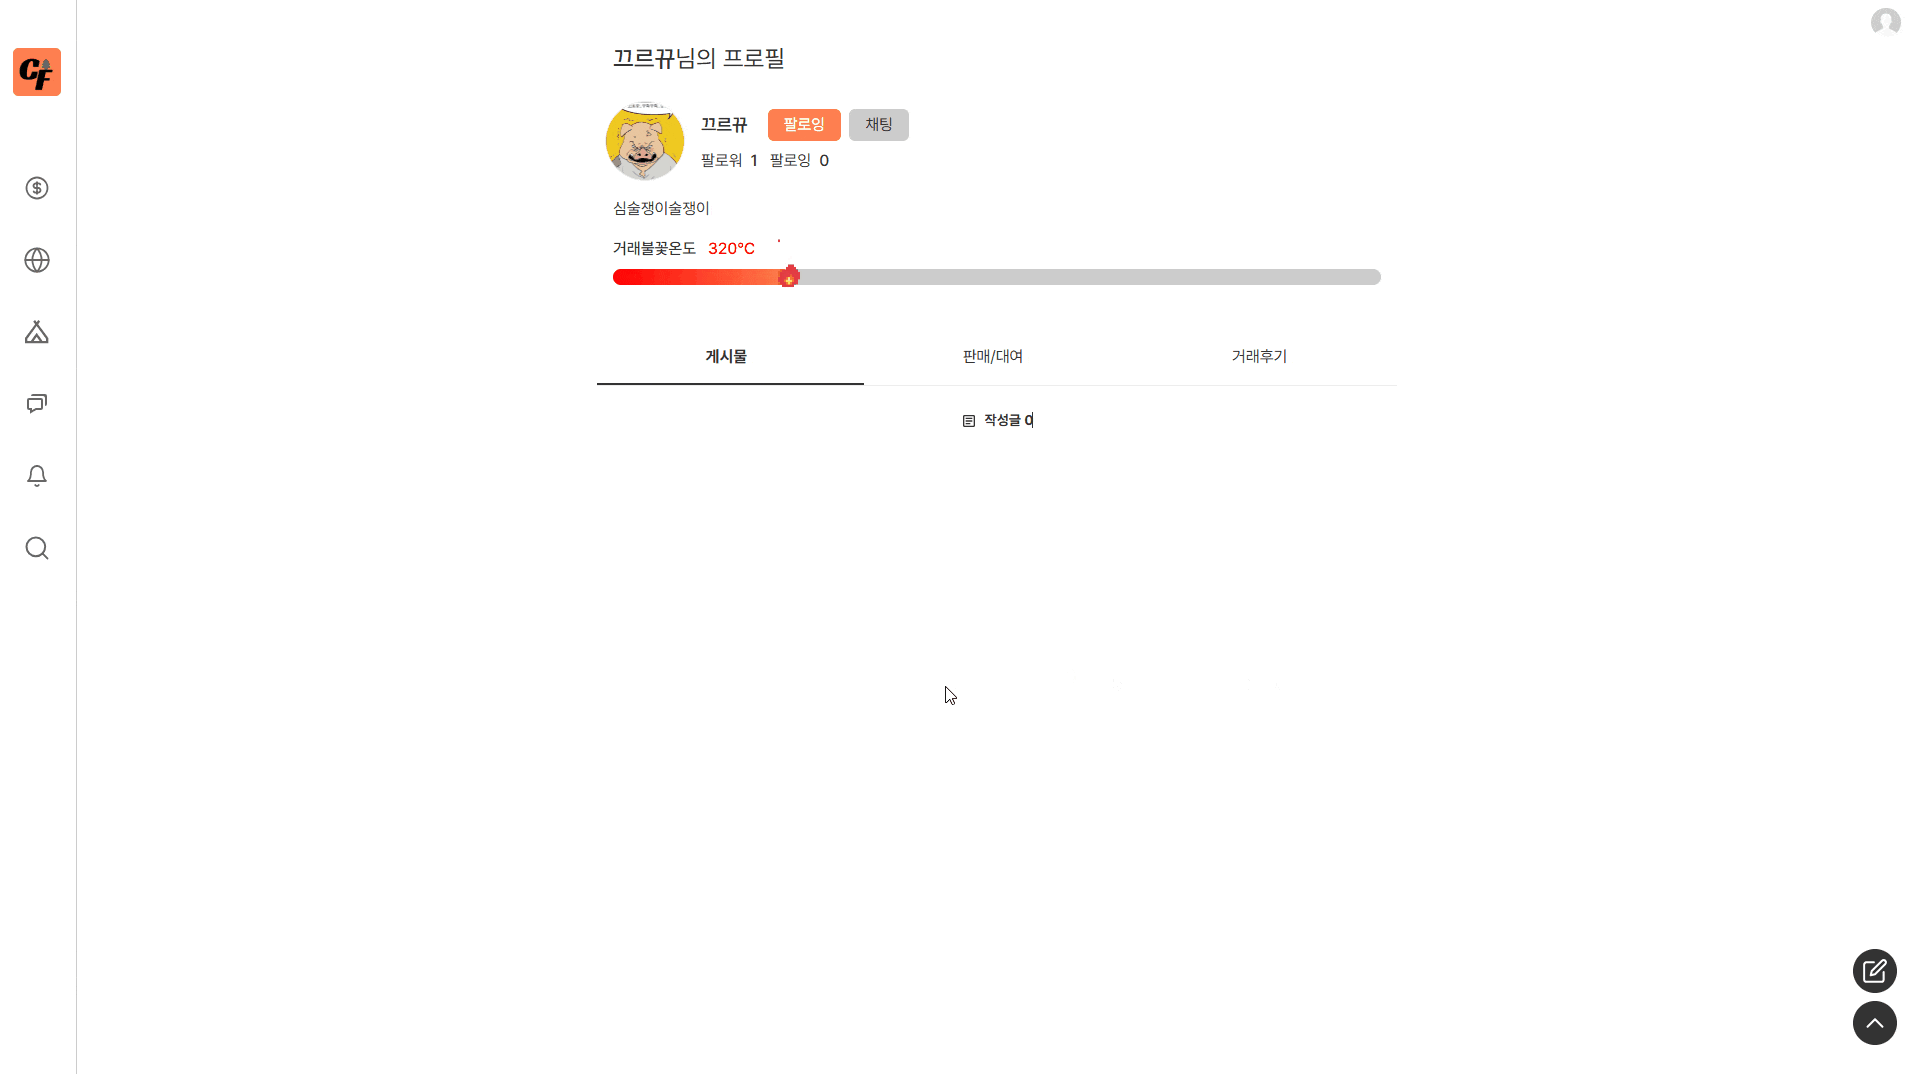 CF
끄르뀨님의 프로필
끄르뀨 팔로잉 채팅
팔로워 1 팔로잉 0
심술쟁이술쟁이
거래불꽃온도 320°C
게시물 판매/대여 거래후기
작성글 0